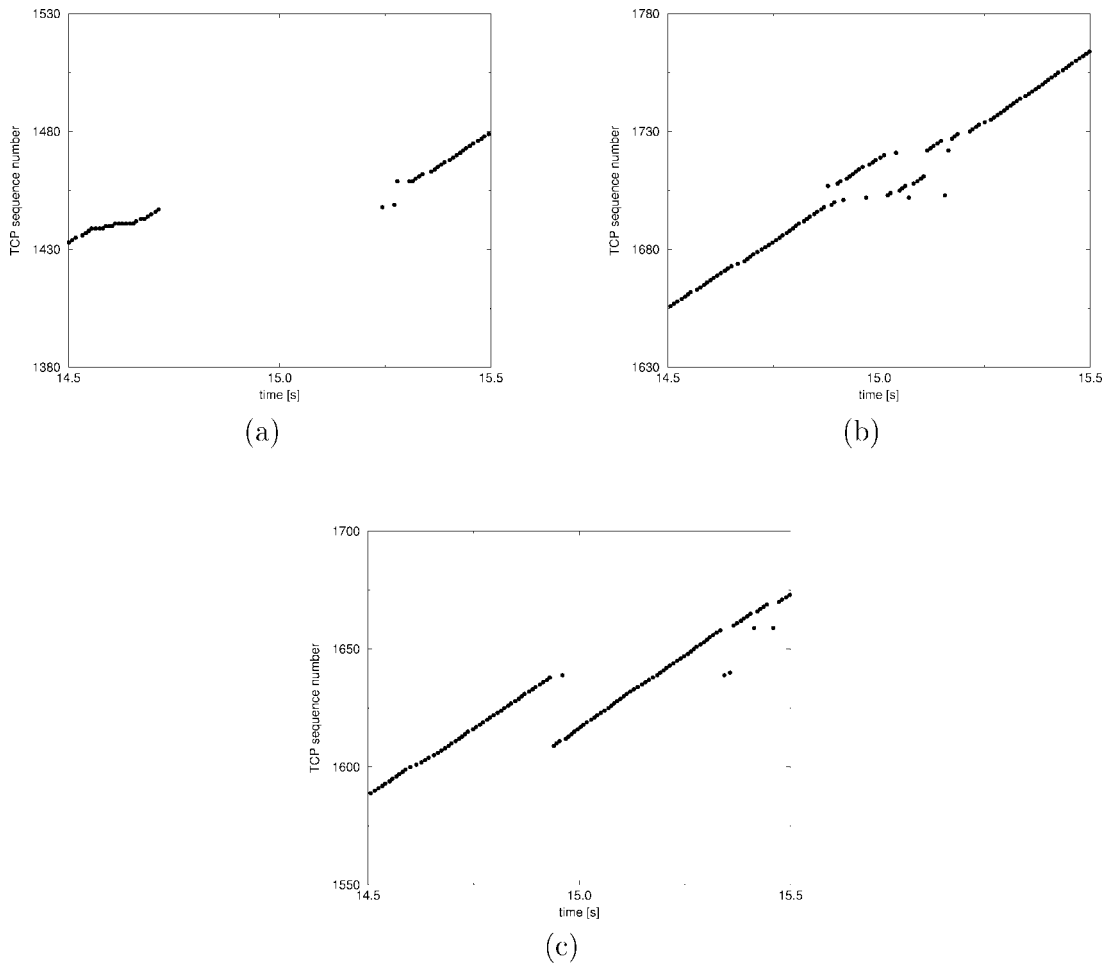 1530
1480
1430
1380
TCP sequence number
14.5
15.0
15.5
time [s]
(a)
1780
1730
1680
1630
TCP sequence number
14.5
15.0
15.5
time [s]
(b)
1700
1650
1600
1550
TCP sequence number
14.5
15.0
15.5
time [s]
(c)